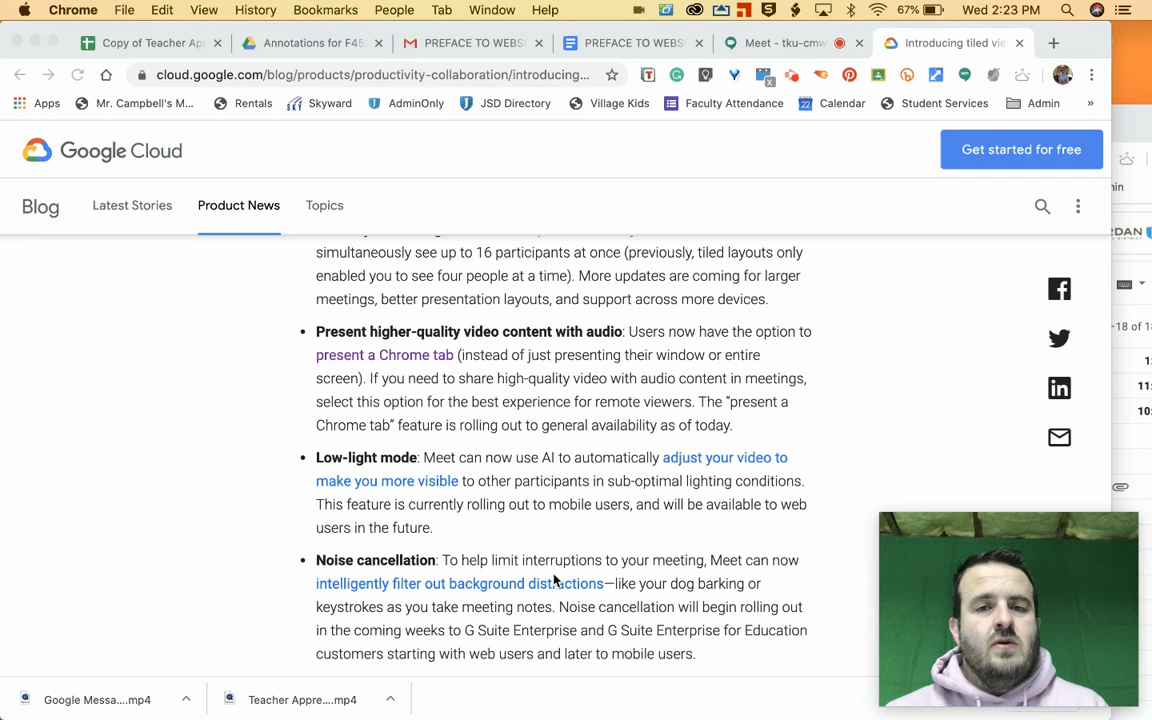 Chrome File Edit View History Bookmarks People Tab Window Help 67% Wed 2:23 PM
Copy of Teacher Ap Annotations for F45 PREFACE TO WEBS PREFACE TO WEBS Meet - tku-cmw Introducing tiled vie
cloud.google.com/blog/products/productivity-collaboration/introducing...
Apps Mr. Campbell's M... Rentals Skyward AdminOnly JSD Directory Village Kids Faculty Attendance Calendar Student Services Admin »
Google Cloud
Get started for free
Blog Latest Stories Product News Topics
simultaneously see up to 16 participants at once (previously, tiled layouts only
enabled you to see four people at a time). More updates are coming for larger
meetings, better presentation layouts, and support across more devices.
• Present higher-quality video content with audio: Users now have the option to
present a Chrome tab (instead of just presenting their window or entire
screen). If you need to share high-quality video with audio content in meetings,
select this option for the best experience for remote viewers. The “present a
Chrome tab” feature is rolling out to general availability as of today.
• Low-light mode: Meet can now use AI to automatically adjust your video to
make you more visible to other participants in sub-optimal lighting conditions.
This feature is currently rolling out to mobile users, and will be available to web
users in the future.
• Noise cancellation: To help limit interruptions to your meeting, Meet can now
intelligently filter out background distractions—like your dog barking or
keystrokes as you take meeting notes. Noise cancellation will begin rolling out
in the coming weeks to G Suite Enterprise and G Suite Enterprise for Education
customers starting with web users and later to mobile users.
Google Messa....mp4 Teacher Appre....mp4